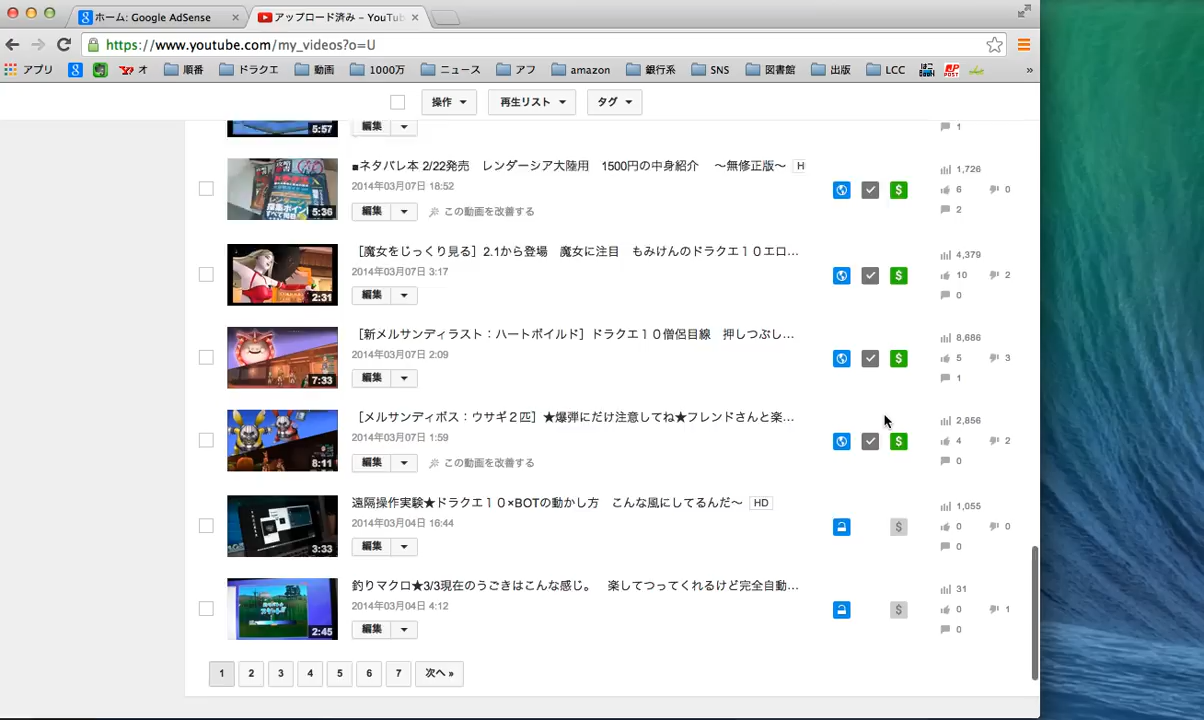 ホーム: Google AdSense
アップロード済み - YouTub
https://www.youtube.com/my_videos?o=U
アプリ オ 順番 ドラクエ 動画 1000万 ニュース アフ amazon 銀行系 SNS 図書館 出版 LCC »
操作 再生リスト タグ
5:57 編集 1
■ネタバレ本 2/22発売 レンダーシア大陸用 1500円の中身紹介 〜無修正版〜 H
1,726
2014年03月07日 18:52
6 0
5:36 編集 この動画を改善する
2
［魔女をじっくり見る］2.1から登場 魔女に注目 もみけんのドラクエ１０エロ...
4,379
2014年03月07日 3:17
10 2
2:31 編集
0
［新メルサンディラスト：ハートボイルド］ドラクエ１０僧侶目線 押しつぶし...
8,686
2014年03月07日 2:09
5 3
7:33 編集
1
［メルサンディボス：ウサギ２匹］★爆弾にだけ注意してね★フレンドさんと楽...
2,856
2014年03月07日 1:59
4 2
8:11 編集 この動画を改善する
0
遠隔操作実験★ドラクエ１０×BOTの動かし方 こんな風にしてるんだ〜 HD
1,055
2014年03月04日 16:44
0 0
3:33 編集
0
釣りマクロ★3/3現在のうごきはこんな感じ。 楽してつってくれるけど完全自動...
31
2014年03月04日 4:12
0 1
2:45 編集
0
1 2 3 4 5 6 7 次へ »